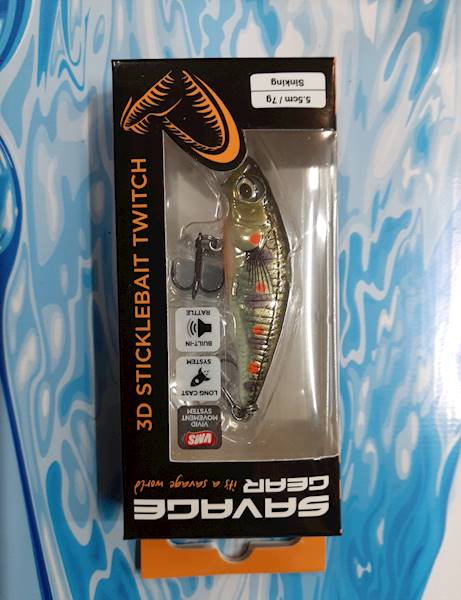 SAVAGE
GEAR
it's a savage world
3D STICKLEBAIT TWITCH
VMS
VIVID
MOVEMENT
SYSTEM
LONG CAST
SYSTEM
BUILT-IN
RATTLE
5.5cm / 7g
Sinking